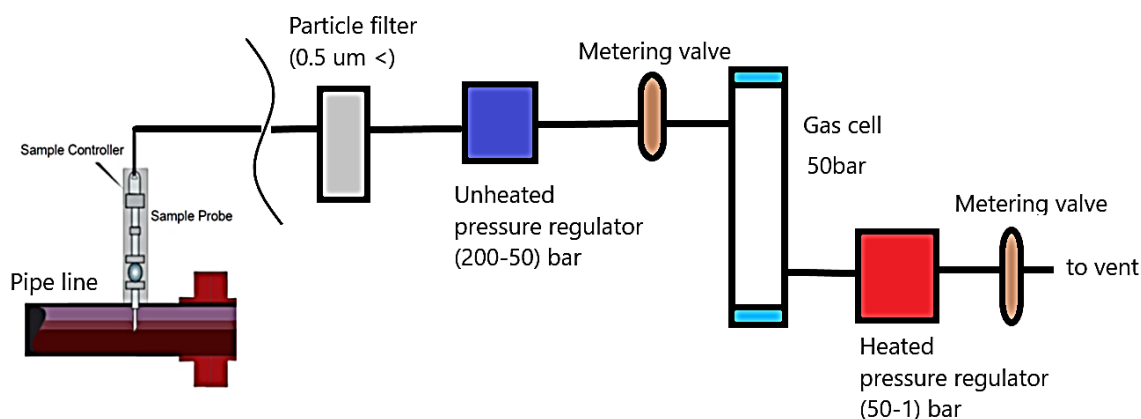 Particle filter
(0.5 um <)
Metering valve
Sample Controller
Sample Probe
Gas cell
50bar
Unheated
pressure regulator
(200-50) bar
Metering valve
Pipe line
to vent
Heated
pressure regulator
(50-1) bar